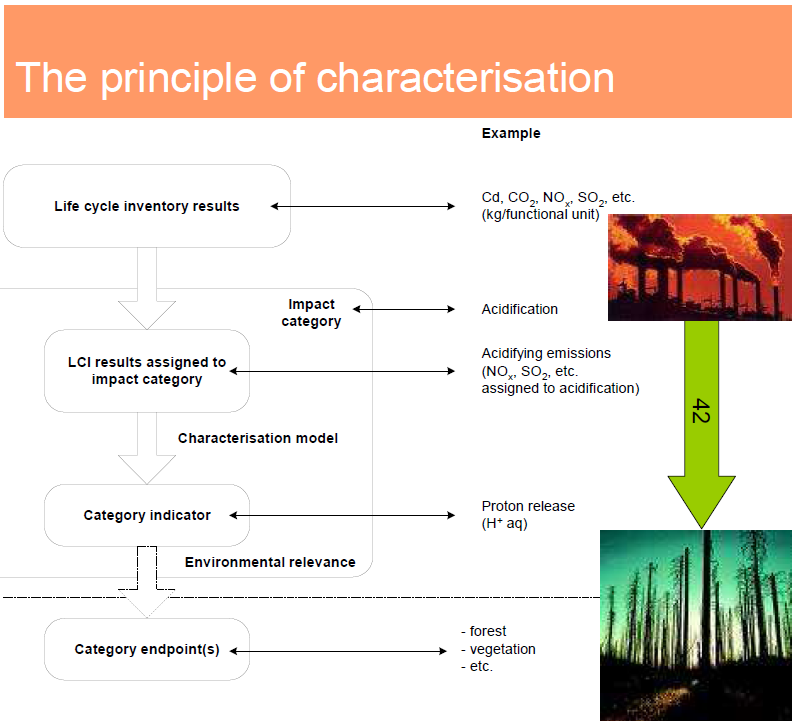 The principle of characterisation
Example
Life cycle inventory results
Cd, CO2, NOx, SO2, etc.
(kg/functional unit)
Impact
category
Acidification
LCI results assigned to
impact category
Acidifying emissions
(NOx, SO2, etc.
assigned to acidification)
42
Characterisation model
Category indicator
Proton release
(H+ aq)
Environmental relevance
Category endpoint(s)
- forest
- vegetation
- etc.